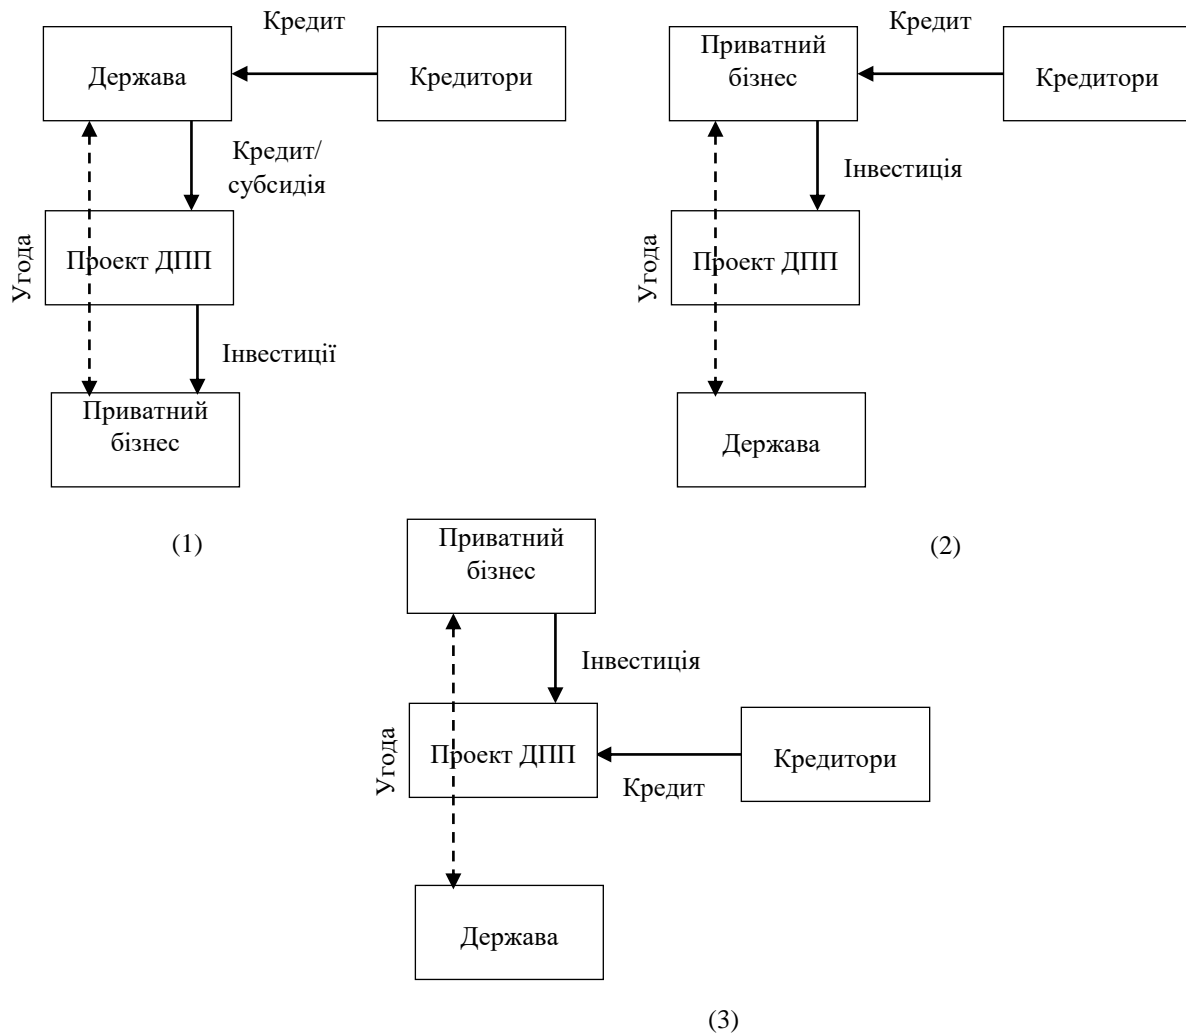 Кредит
Держава
Кредитори
Кредит/
субсидія
Угода
Проект ДПП
Інвестиції
Приватний
бізнес
(1)
Кредит
Приватний
бізнес
Кредитори
Інвестиція
Угода
Проект ДПП
Держава
(2)
Приватний
бізнес
Інвестиція
Угода
Проект ДПП
Кредитори
Кредит
Держава
(3)